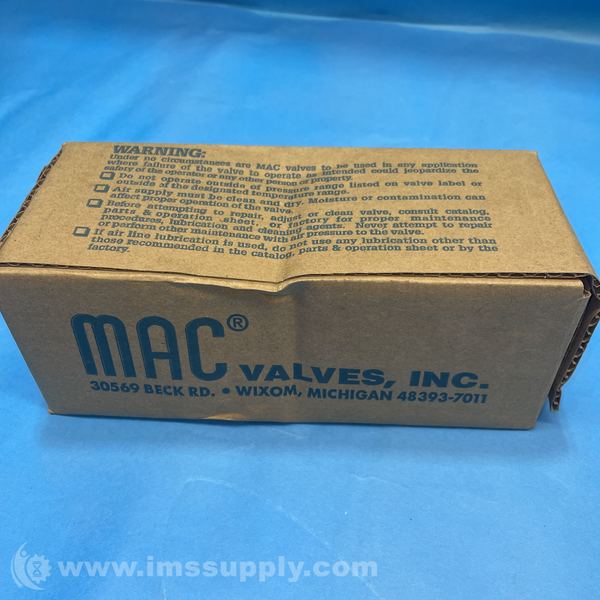 WARNING:
Under no circumstances are MAC valves to be used in any application
where failure of the valve to operate as intended could jeopardize the
safety of the operator or any other person or property.
Do not operate outside of pressure range listed on valve label or
outside of the designated temperature range.
Air supply must be clean and dry. Moisture or contamination can
effect proper operation of the valve.
Before attempting to repair, adjust or clean valve, consult catalog,
parts & operation sheet, or factory for proper maintenance
procedures, lubrication and cleaning agents. Never attempt to repair
or perform other maintenance with air pressure to the valve.
If air line lubrication is used, do not use any lubrication other than
those recommended in the catalog, parts & operation sheet or by the
factory.
MAC® VALVES, INC.
30569 BECK RD. • WIXOM, MICHIGAN 48393-7011
www.imssupply.com